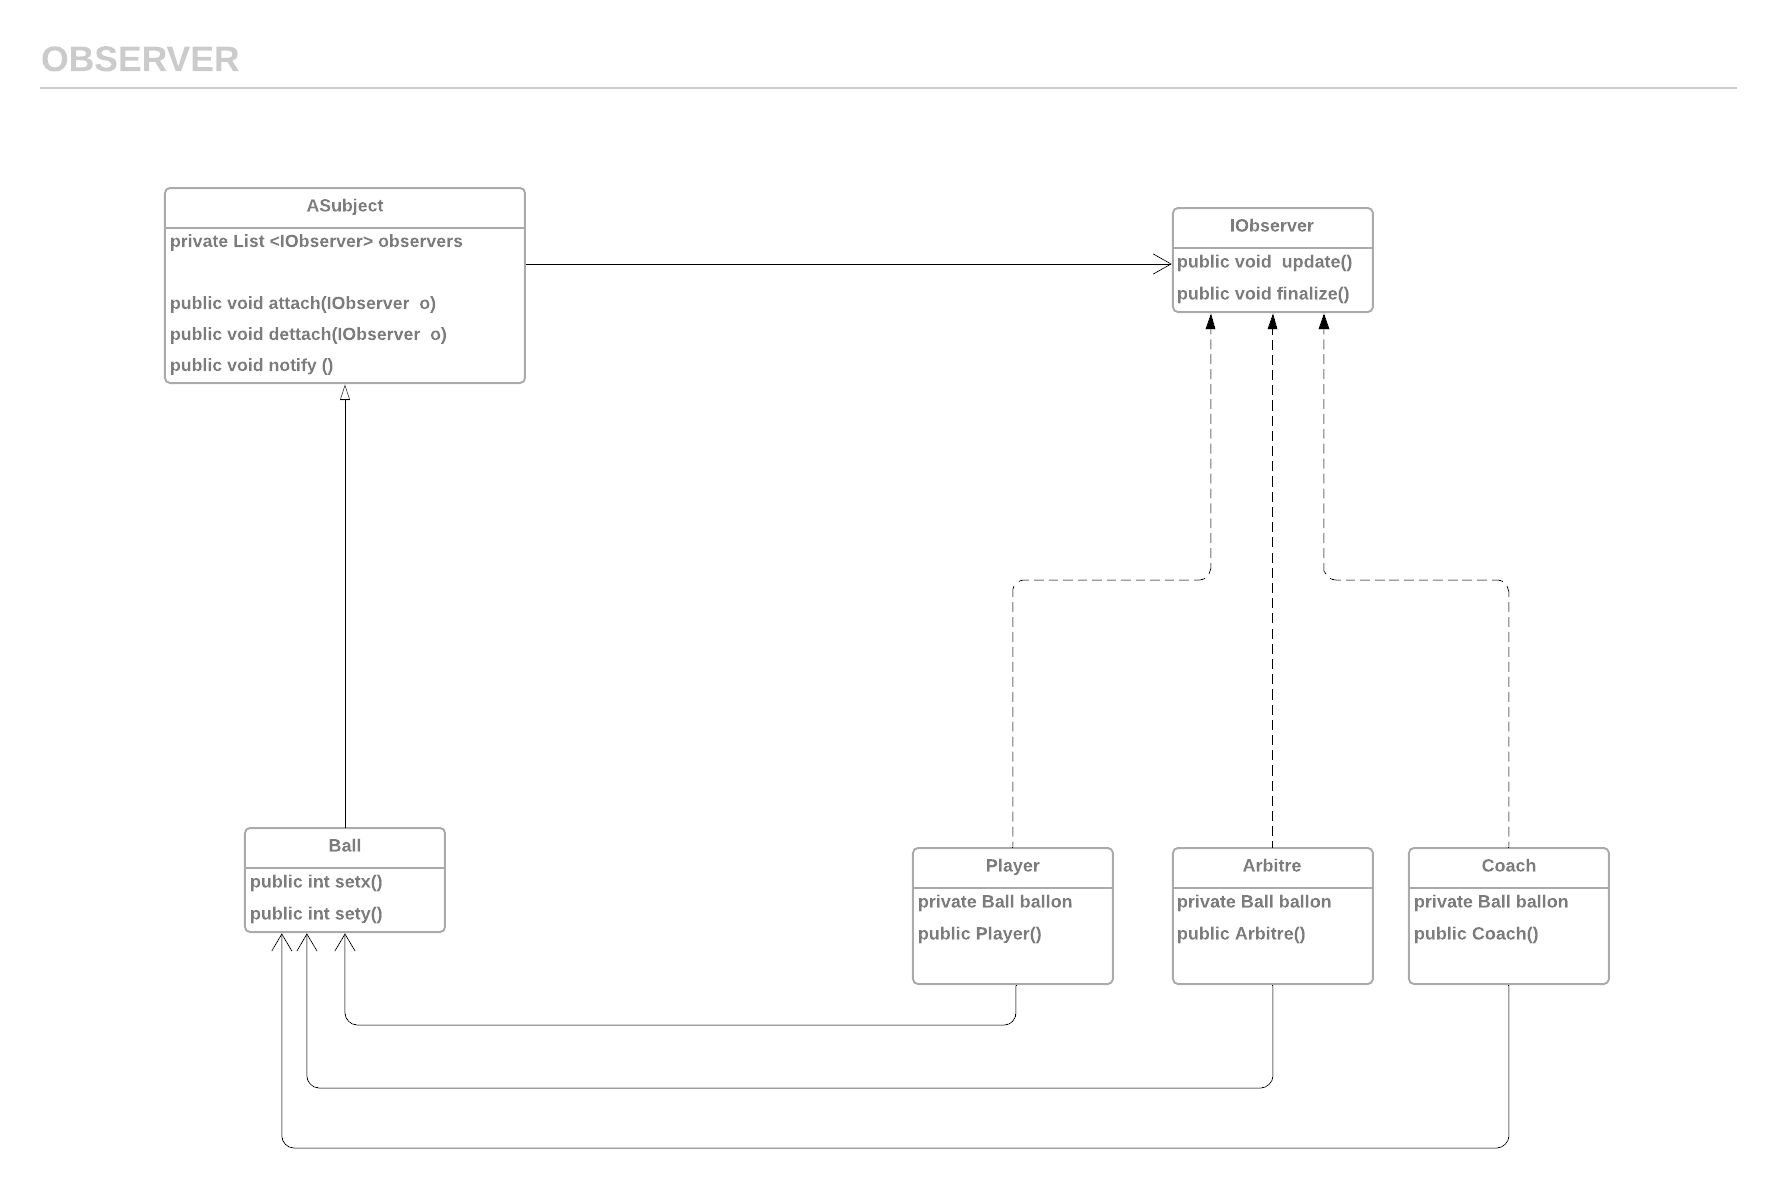 OBSERVER
ASubject
private List <IObserver> observers
public void attach(IObserver  o)
public void dettach(IObserver  o)
public void notify ()
IObserver
public void  update()
public void finalize()
Ball
public int setx()
public int sety()
Player
private Ball ballon
public Player()
Arbitre
private Ball ballon
public Arbitre()
Coach
private Ball ballon
public Coach()